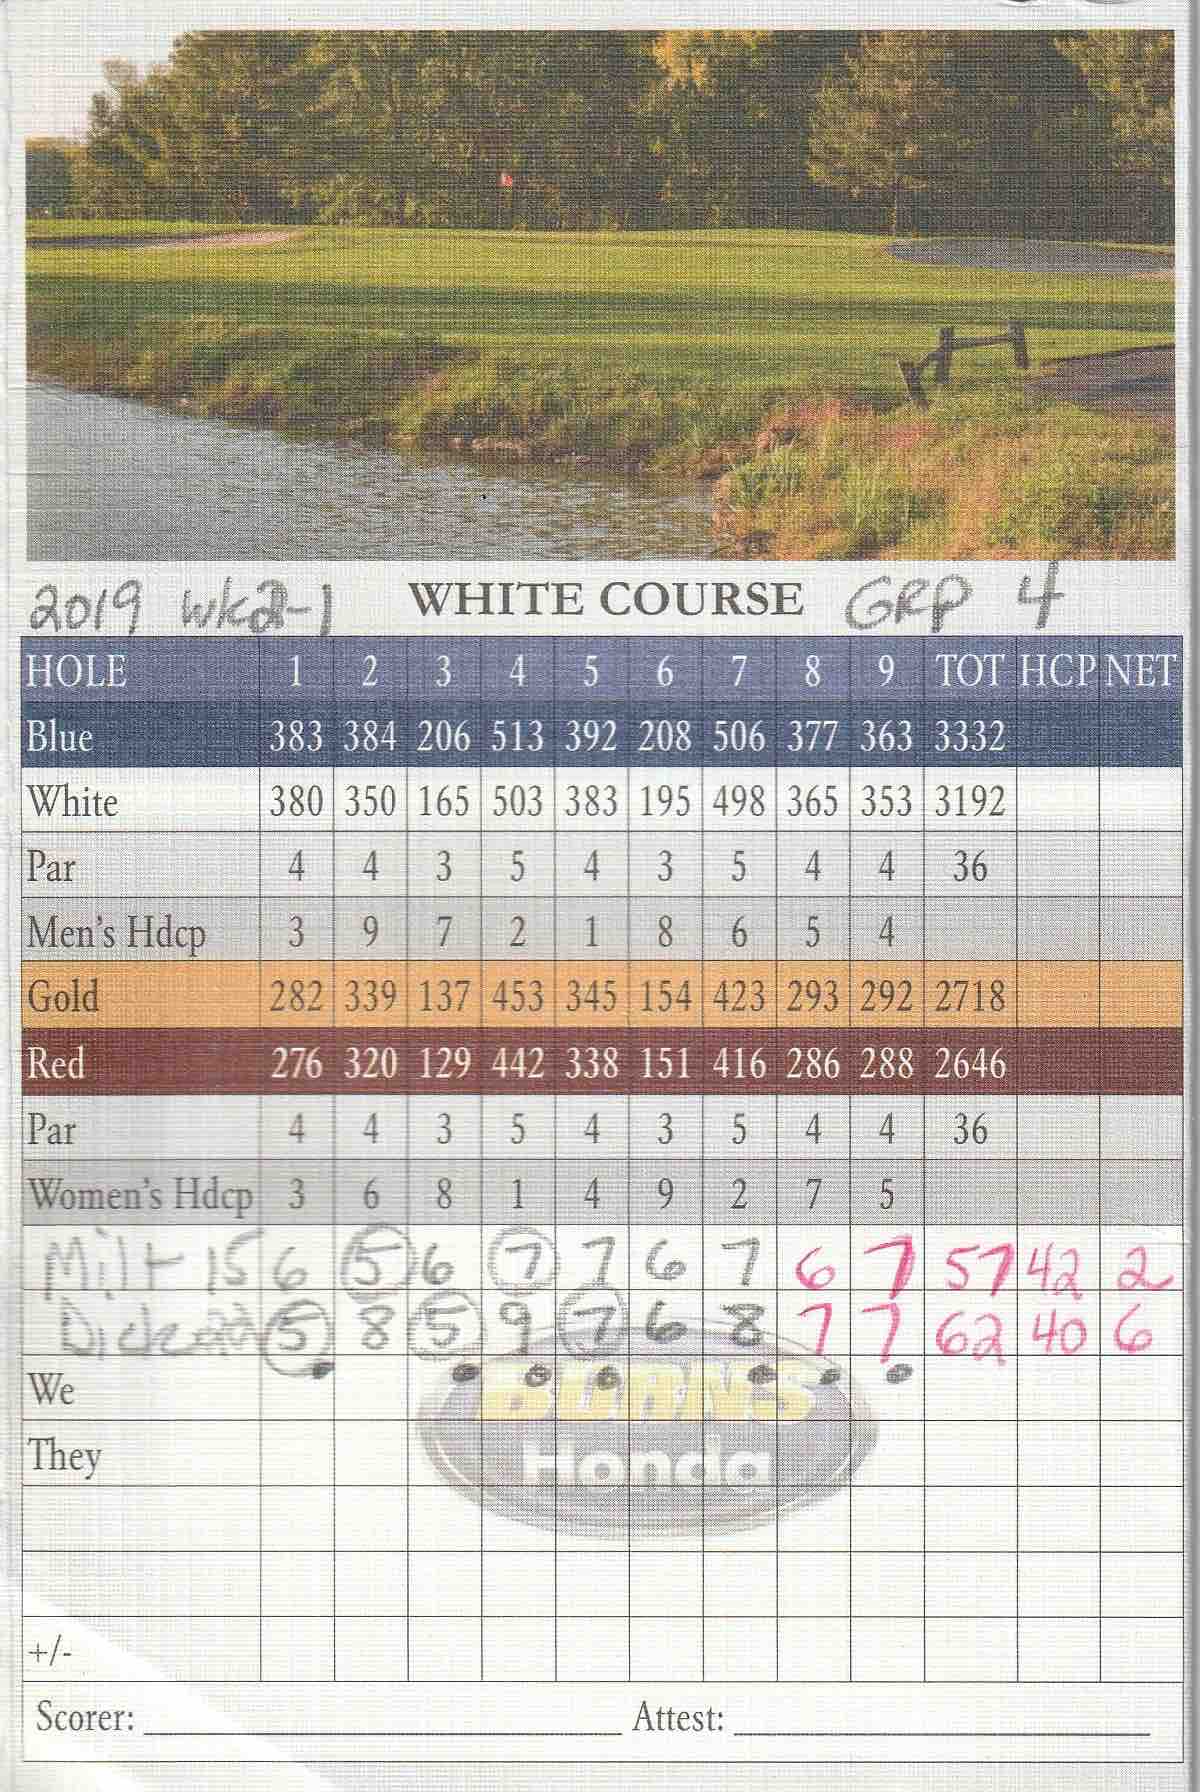 2019 wk2-1 WHITE COURSE GRP 4
HOLE 1 2 3 4 5 6 7 8 9 TOT HCP NET
Blue 383 384 206 513 392 208 506 377 363 3332
White 380 350 165 503 383 195 498 365 353 3192
Par 4 4 3 5 4 3 5 4 4 36
Men's Hdcp 3 9 7 2 1 8 6 5 4
Gold 282 339 137 453 345 154 423 293 292 2718
Red 276 320 129 442 338 151 416 286 288 2646
Par 4 4 3 5 4 3 5 4 4 36
Women's Hdcp 3 6 8 1 4 9 2 7 5
Milt 15 6 5 6 7 7 6 7 6 7 57 42 2
Dick 22 5 8 5 9 7 6 8 7 7 62 40 6
We
BURNS
They
Honda
+/-
Scorer: Attest: